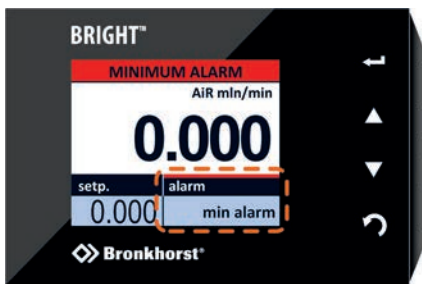 BRIGHT™
MINIMUM ALARM
AiR mln/min
0.000
setp. alarm
0.000 min alarm
Bronkhorst®